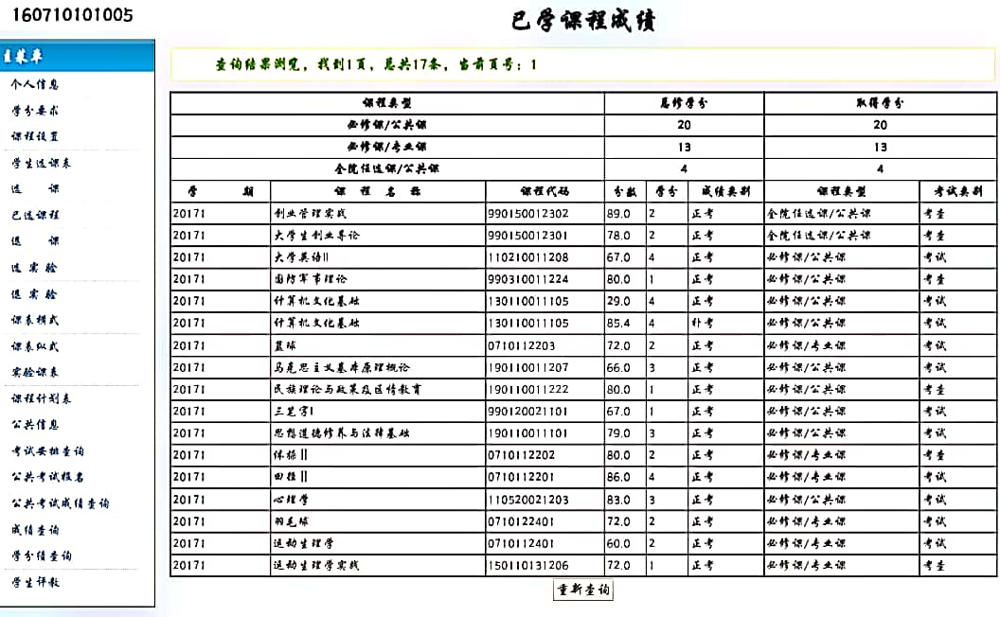 160710101005
已学课程成绩
主菜单
个人信息
学分要求
课程设置
学生选课表
选 课
已选课程
退 课
选 实 验
退 实 验
课表横式
课表纵式
实验课表
课程计划表
公共信息
考试安排查询
公共考试报名
公共考试成绩查询
成绩查询
学分绩查询
学生评教
查询结果浏览, 找到1页, 总共17条, 当前页号: 1
课程类型 总修学分 取得学分
必修课/公共课 20 20
必修课/专业课 13 13
全院任选课/公共课 4 4
学 期 课 程 名 称 课程代码 分数 学分 成绩类别 课程类型 考试类别
20171 创业管理实践 990150012302 89.0 2 正考 全院任选课/公共课 考查
20171 大学生创业导论 990150012301 78.0 2 正考 全院任选课/公共课 考查
20171 大学英语II 110210011208 67.0 4 正考 必修课/公共课 考试
20171 国防军事理论 990310011224 80.0 1 正考 必修课/公共课 考查
20171 计算机文化基础 130110011105 29.0 4 正考 必修课/公共课 考试
20171 计算机文化基础 130110011105 85.4 4 补考 必修课/公共课 考试
20171 篮球 0710112203 72.0 2 正考 必修课/专业课 考试
20171 马克思主义基本原理概论 190110011207 66.0 3 正考 必修课/公共课 考试
20171 民族理论与政策及区情教育 190110011222 80.0 1 正考 必修课/公共课 考查
20171 三笔字1 990120021101 67.0 1 正考 必修课/公共课 考试
20171 思想道德修养与法律基础 190110011101 79.0 3 正考 必修课/公共课 考试
20171 体操II 0710112202 80.0 2 正考 必修课/专业课 考试
20171 田径II 0710112201 86.0 4 正考 必修课/专业课 考试
20171 心理学 110520021203 83.0 3 正考 必修课/公共课 考试
20171 羽毛球 0710122401 72.0 2 正考 必修课/专业课 考试
20171 运动生理学 0710112401 60.0 2 正考 必修课/专业课 考试
20171 运动生理学实践 150110131206 72.0 1 正考 必修课/专业课 考查
重新查询